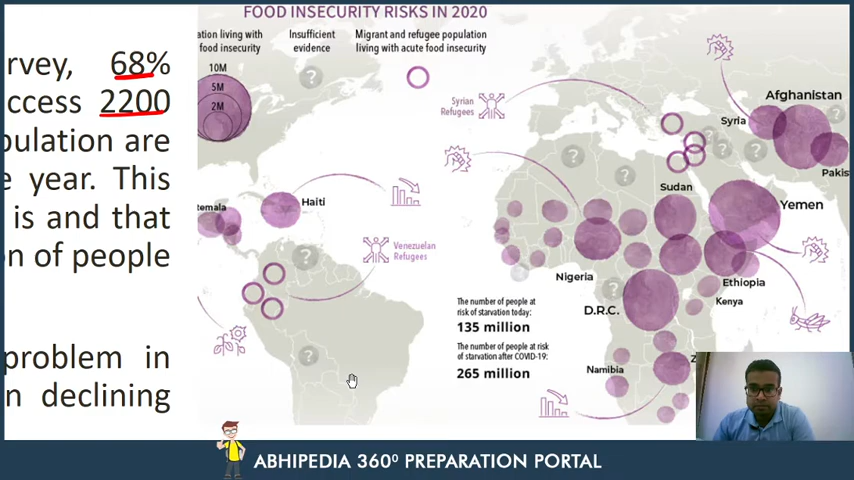 FOOD INSECURITY RISKS IN 2020
ation living with
food insecurity
Insufficient
evidence
Migrant and refugee population
living with acute food insecurity
10M
5M
2M
?
rvey, 68%
ccess 2200
pulation are
e year. This
is and that
on of people
problem in
n declining
Syrian
Refugees
Afghanistan
Syria
Pakis
Haiti
temala
Sudan
Yemen
Venezuelan
Refugees
Nigeria
Ethiopia
Kenya
D.R.C.
The number of people at
risk of starvation today:
135 million
The number of people at risk
of starvation after COVID-19:
265 million
Namibia
Z
ABHIPEDIA 360⁰ PREPARATION PORTAL